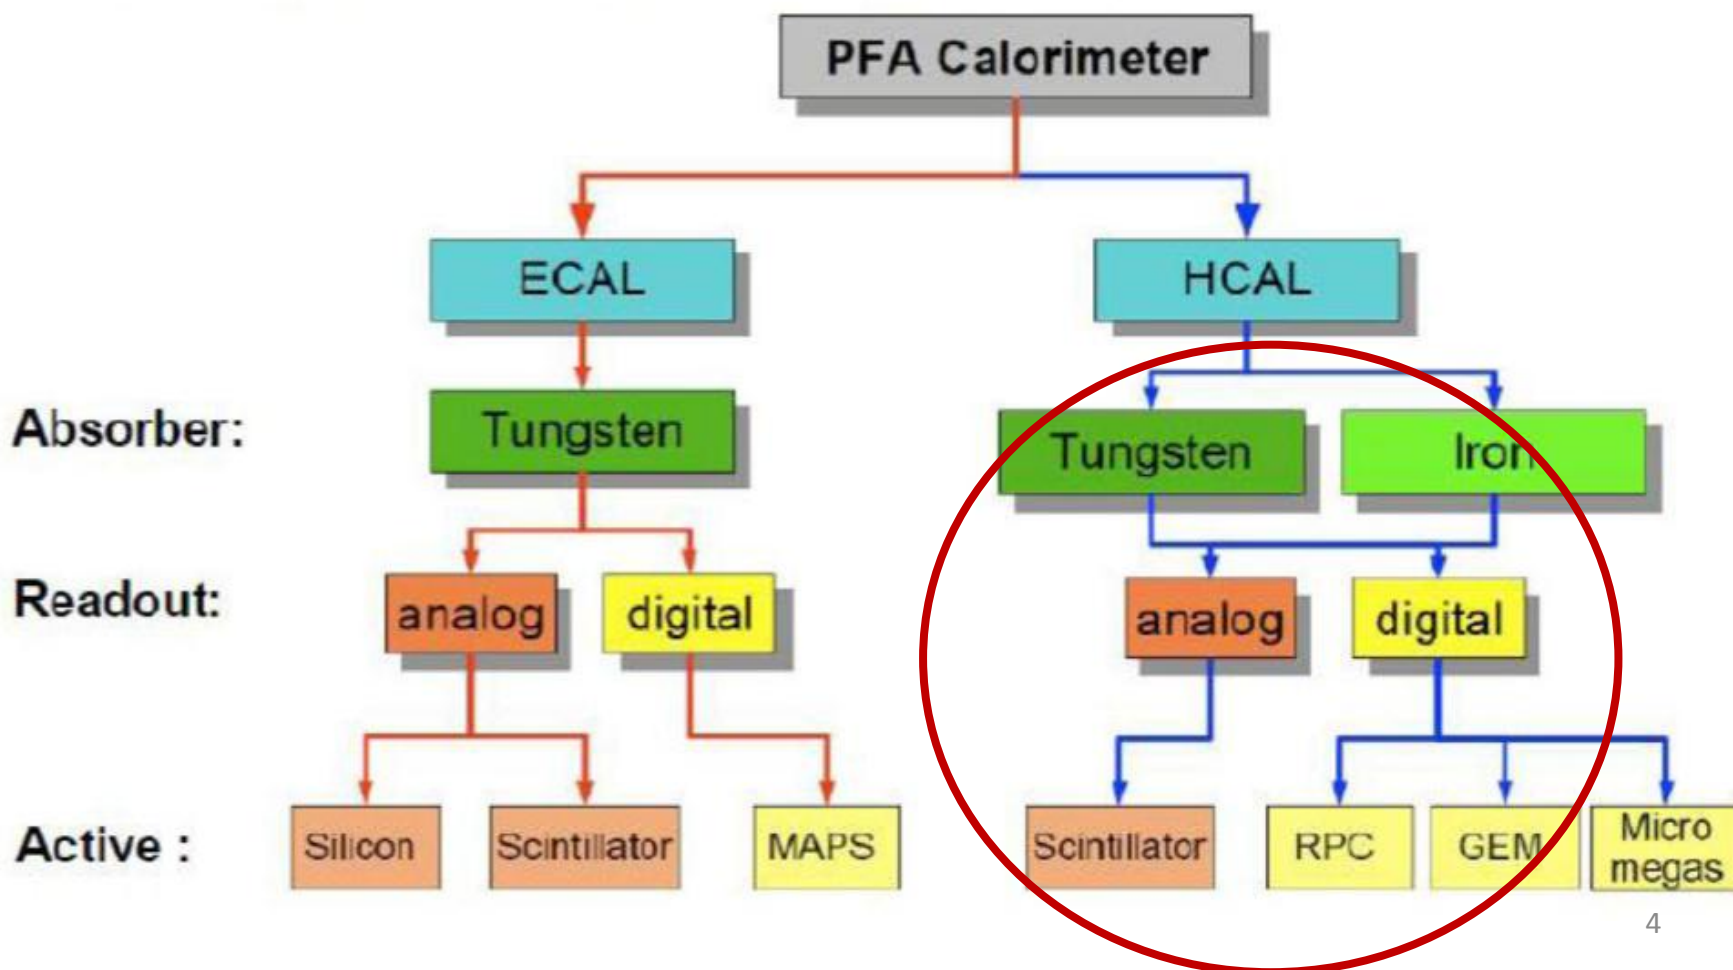 PFA Calorimeter
ECAL
HCAL
Absorber:
Tungsten
Tungsten
Iron
Readout:
analog
digital
analog
digital
Active :
Silicon
Scintillator
MAPS
Scintillator
RPC
GEM
Micro
megas
4